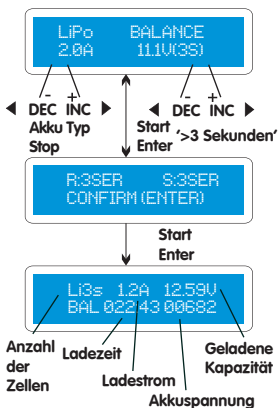 LiPo BALANCE
2.0A 11.1V(3S)
- + - +
DEC INC DEC INC
Akku Typ Start '>3 Sekunden'
Stop Enter
R:3SER S:3SER
CONFIRM(ENTER)
Start
Enter
Li3s 1.2A 12.59V
BAL 022:43 00682
Anzahl der Zellen
Ladezeit
Ladestrom
Akkuspannung
Geladene Kapazität